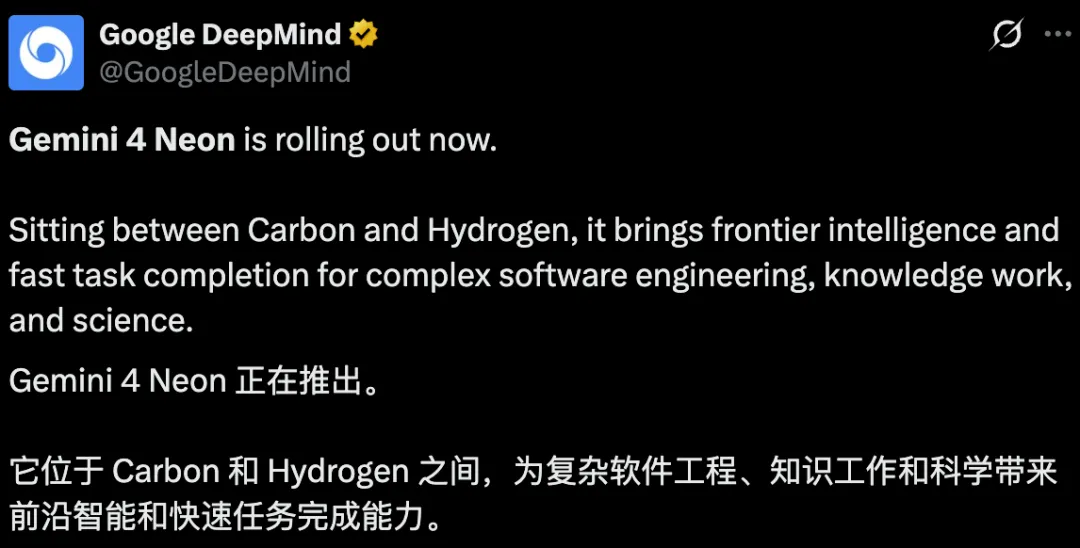 Google DeepMind
@GoogleDeepMind
Gemini 4 Neon is rolling out now.
Sitting between Carbon and Hydrogen, it brings frontier intelligence and
fast task completion for complex software engineering, knowledge work,
and science.
Gemini 4 Neon 正在推出。
它位于 Carbon 和 Hydrogen 之间，为复杂软件工程、知识工作和科学带来
前沿智能和快速任务完成能力。